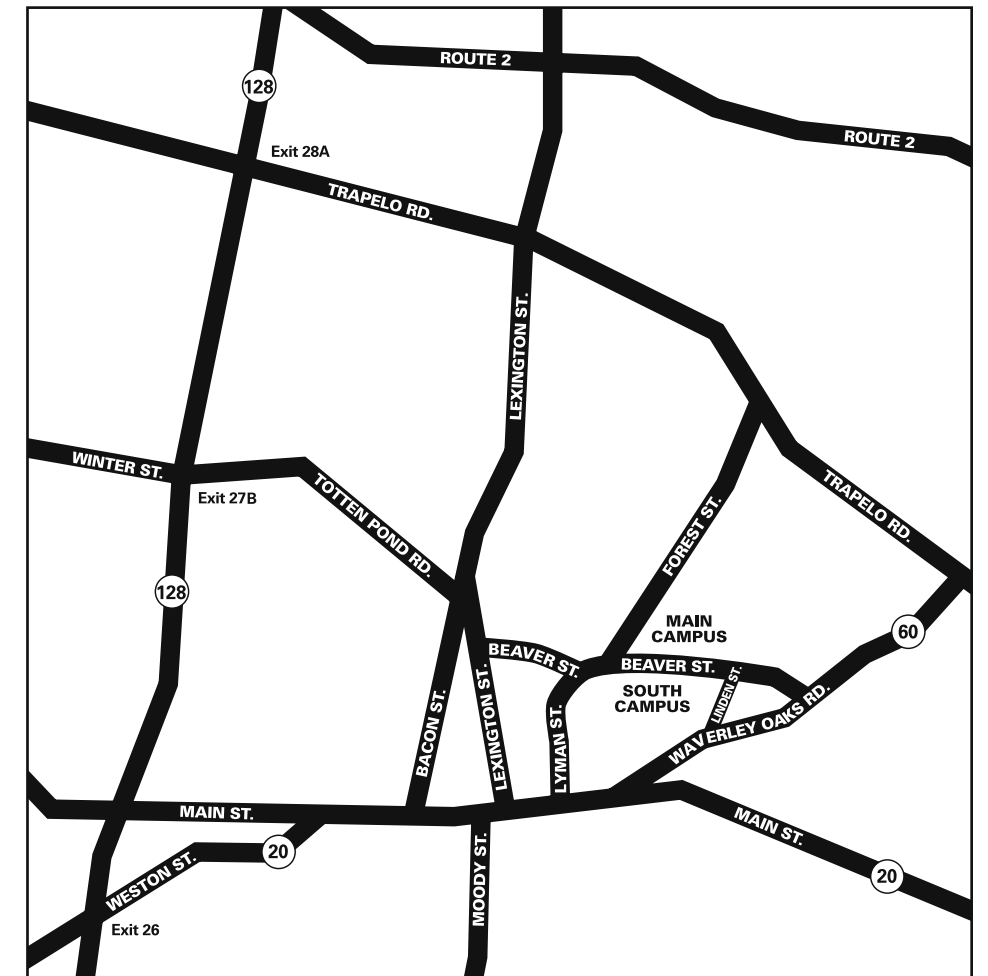 ROUTE 2
128
ROUTE 2
Exit 28A
TRAPELO RD.
LEXINGTON ST.
WINTER ST.
Exit 27B
TOTTEN POND RD.
TRAPELO RD.
FOREST ST.
128
MAIN
CAMPUS
60
BEAVER ST.
BEAVER ST.
SOUTH
CAMPUS
LINDEN ST.
BACON ST.
LEXINGTON ST.
LYMAN ST.
WAVERLEY OAKS RD.
MAIN ST.
MAIN ST.
20
WESTON ST.
20
MOODY ST.
Exit 26